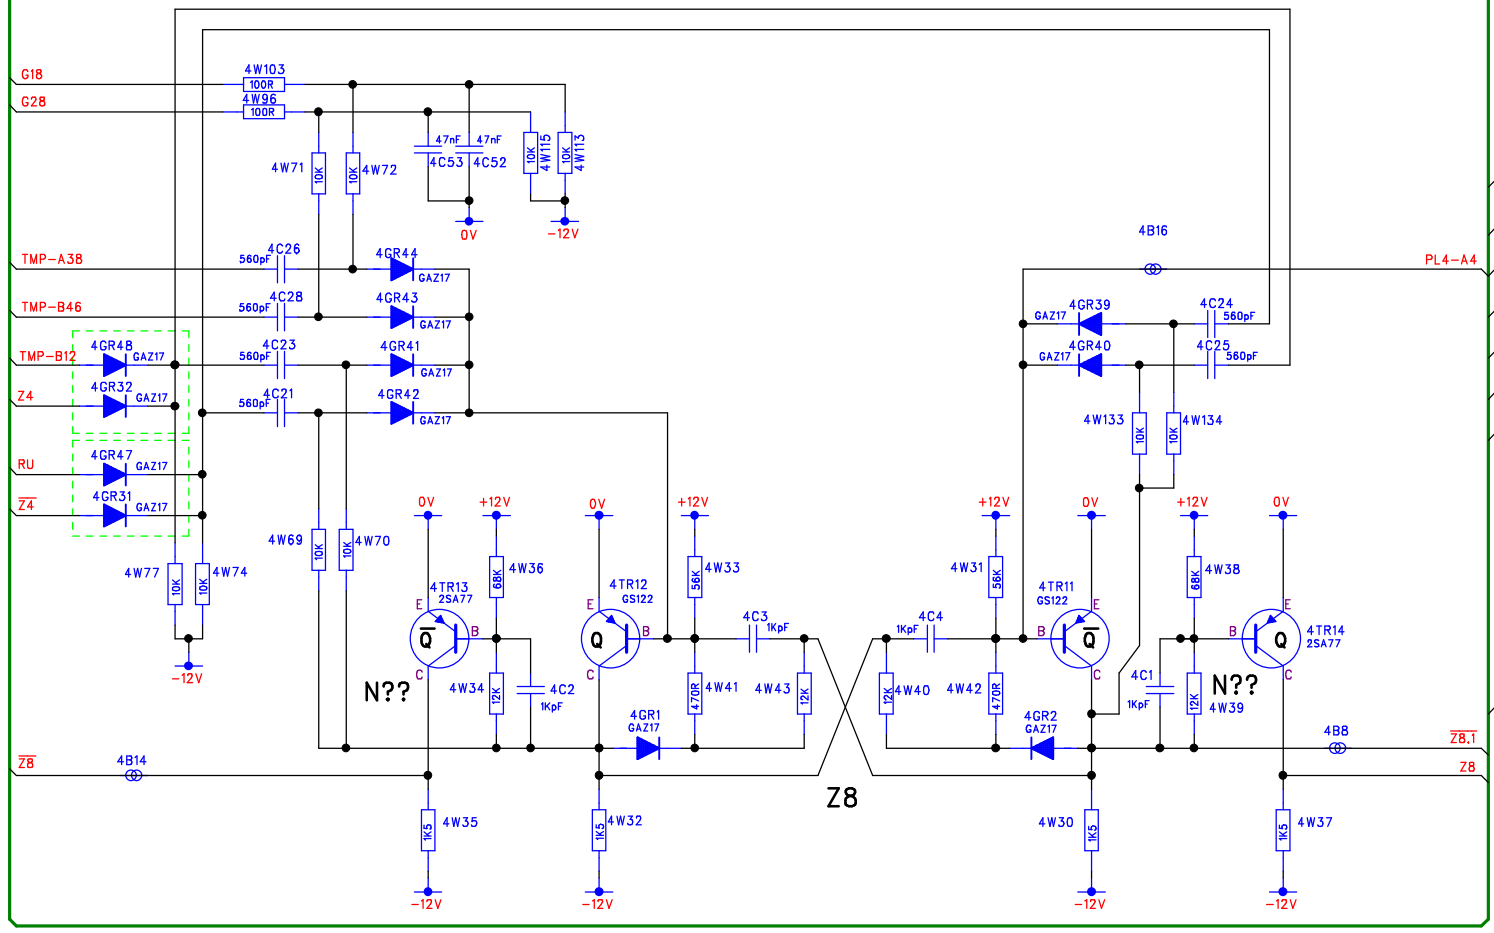 G18
4W103
100R
G28
4W96
100R
4W71
10K
10K
4W72
47nF
47nF
4C53
4C52
10K
4W115
10K
4W113
0V
-12V
TMP-A38
4C26
560pF
4GR44
GAZ17
TMP-B46
4C28
560pF
4GR43
GAZ17
TMP-B12
4GR48
GAZ17
4C23
560pF
4GR41
GAZ17
Z4
4GR32
GAZ17
4C21
560pF
4GR42
GAZ17
RU
4GR47
GAZ17
Z̅4̅
4GR31
GAZ17
4B16
PL4-A4
4GR39
GAZ17
4C24
560pF
4GR40
GAZ17
4C25
560pF
4W133
10K
10K
4W134
4W77
10K
10K
4W74
-12V
4W69
10K
10K
4W70
0V
+12V
0V
+12V
+12V
0V
+12V
0V
4TR13
2SA77
68K
4W36
4TR12
GS122
56K
4W33
4W31
56K
4TR11
GS122
68K
4W38
E
B
C
Q̅
E
B
C
Q
4C3
1KpF
4C4
1KpF
E
B
C
Q̅
E
B
C
Q
4TR14
2SA77
N??
4W34
12K
4C2
1KpF
4W41
470R
4W43
12K
12K
4W40
4W42
470R
4C1
1KpF
12K
4W39
N??
4GR1
GAZ17
4GR2
GAZ17
Z̅8̅
4B14
4B8
Z̅8̅.̅1̅
Z8
Z8
1K5
4W35
1K5
4W32
4W30
1K5
1K5
4W37
-12V
-12V
-12V
-12V